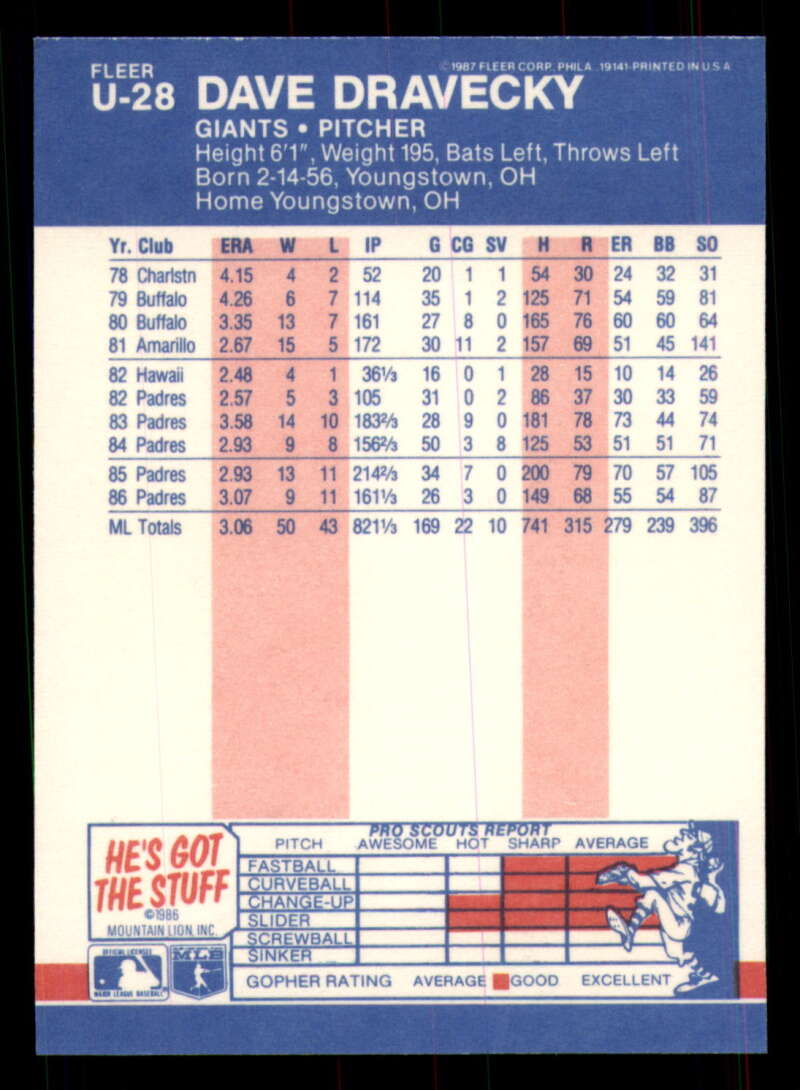 FLEER
U-28 DAVE DRAVECKY
©1987 FLEER CORP. PHILA. 19141-PRINTED IN U.S.A.
GIANTS • PITCHER
Height 6'1", Weight 195, Bats Left, Throws Left
Born 2-14-56, Youngstown, OH
Home Youngstown, OH
Yr. Club ERA W L IP G CG SV H R ER BB SO
78 Charlstn 4.15 4 2 52 20 1 1 54 30 24 32 31
79 Buffalo 4.26 6 7 114 35 1 2 125 71 54 59 81
80 Buffalo 3.35 13 7 161 27 8 0 165 76 60 60 64
81 Amarillo 2.67 15 5 172 30 11 2 157 69 51 45 141
82 Hawaii 2.48 4 1 36⅓ 16 0 1 28 15 10 14 26
82 Padres 2.57 5 3 105 31 0 2 86 37 30 33 59
83 Padres 3.58 14 10 183⅔ 28 9 0 181 78 73 44 74
84 Padres 2.93 9 8 156⅔ 50 3 8 125 53 51 51 71
85 Padres 2.93 13 11 214⅔ 34 7 0 200 79 70 57 105
86 Padres 3.07 9 11 161⅓ 26 3 0 149 68 55 54 87
ML Totals 3.06 50 43 821⅓ 169 22 10 741 315 279 239 396
HE'S GOT
THE STUFF
©1986
MOUNTAIN LION, INC.
PRO SCOUTS REPORT
PITCH AWESOME HOT SHARP AVERAGE
FASTBALL
CURVEBALL
CHANGE-UP
SLIDER
SCREWBALL
SINKER
GOPHER RATING AVERAGE GOOD EXCELLENT
OFFICIAL LICENSEE
MAJOR LEAGUE BASEBALL
MLB